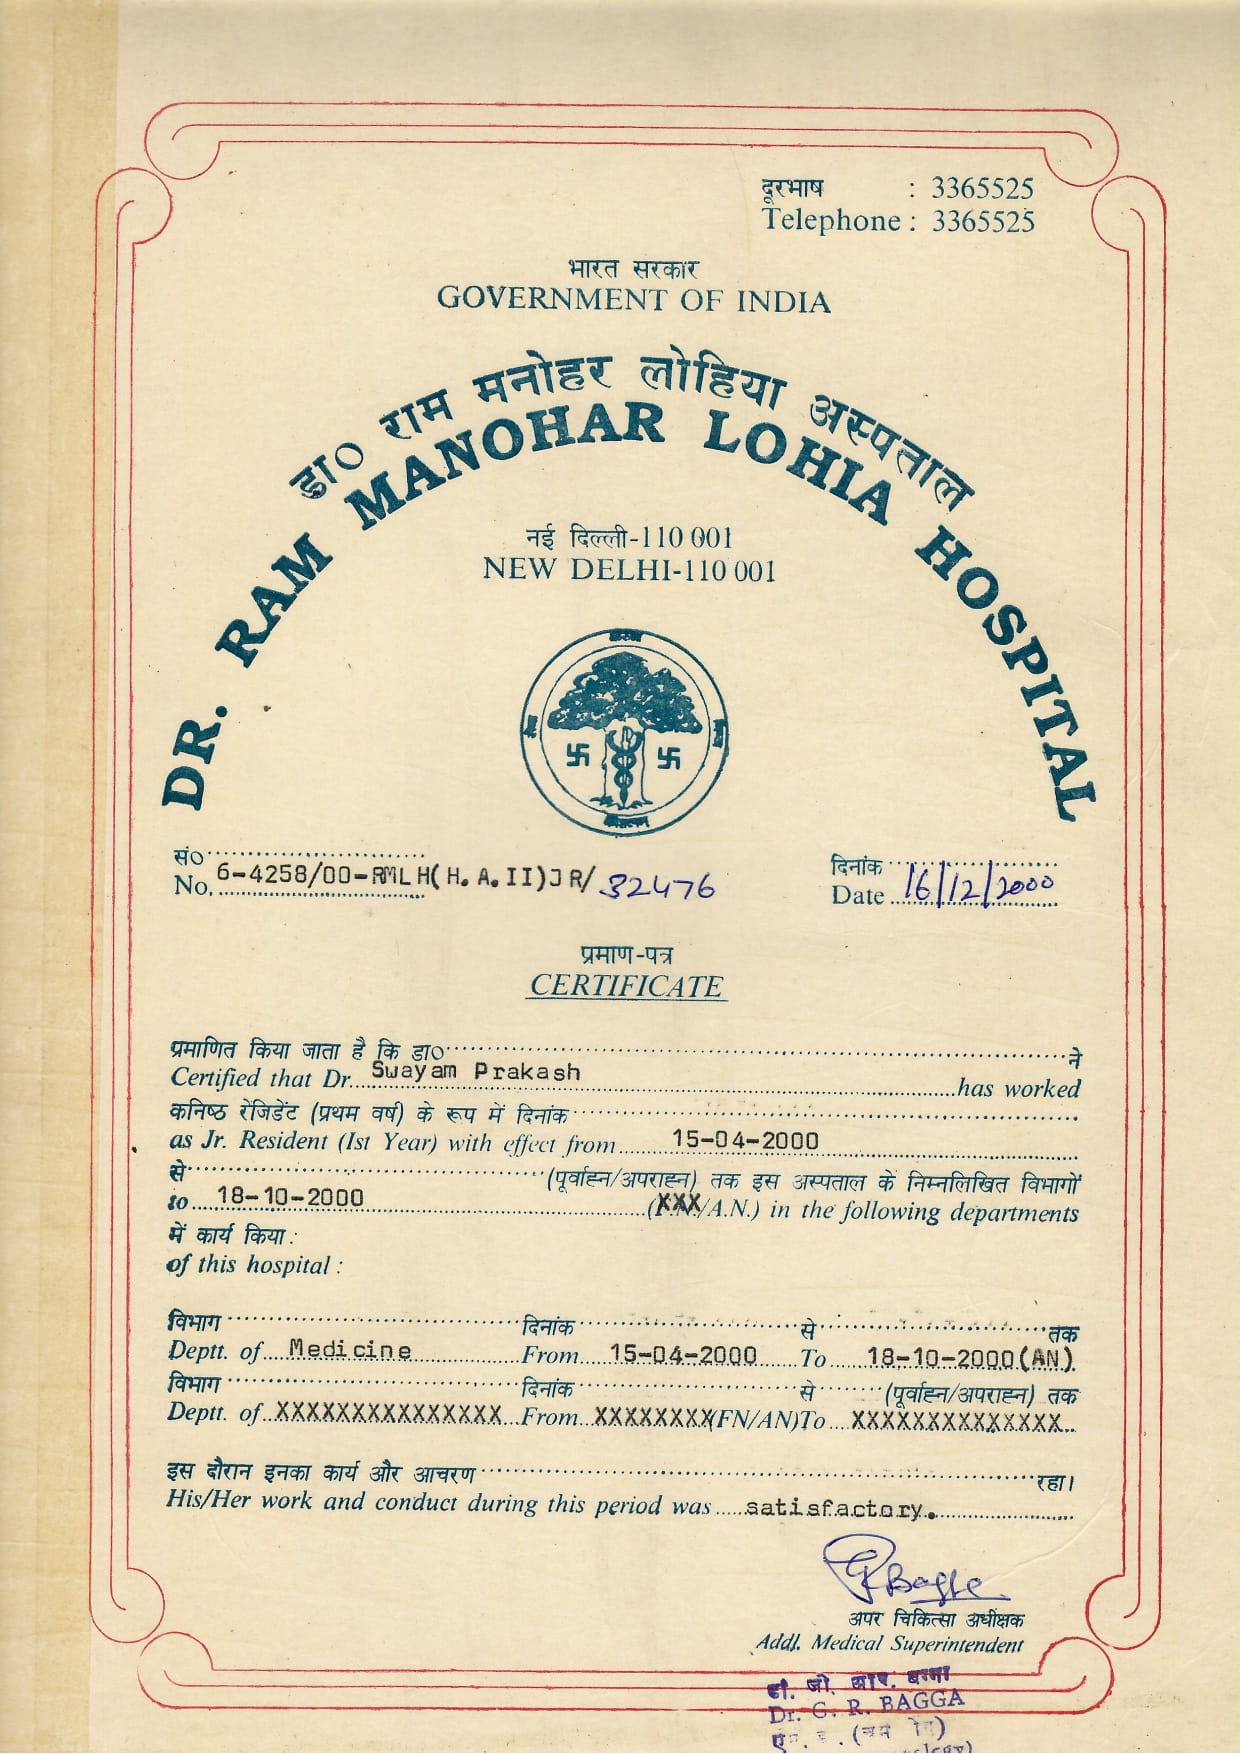 दूरभाष : 3365525
Telephone : 3365525
भारत सरकार
GOVERNMENT OF INDIA
डा० राम मनोहर लोहिया अस्पताल
DR. RAM MANOHAR LOHIA HOSPITAL
नई दिल्ली-110 001
NEW DELHI-110 001
सं०
No. 6-4258/00-RMLH(H.A.II)JR/32476
दिनांक
Date 16/12/2000
प्रमाण-पत्र
CERTIFICATE
प्रमाणित किया जाता है कि डा० ने
Certified that Dr. Swayam Prakash has worked
कनिष्ठ रेजिडेंट (प्रथम वर्ष) के रूप में दिनांक
as Jr. Resident (Ist Year) with effect from 15-04-2000
से (पूर्वाह्न/अपराह्न) तक इस अस्पताल के निम्नलिखित विभागों
to 18-10-2000 (XXX/A.N.) in the following departments
में कार्य किया :
of this hospital :
विभाग दिनांक से तक
Deptt. of Medicine From 15-04-2000 To 18-10-2000(AN)
विभाग दिनांक से (पूर्वाह्न/अपराह्न) तक
Deptt. of XXXXXXXXXXXXXXX From XXXXXXXX(FN/AN)To XXXXXXXXXXXXXX
इस दौरान इनका कार्य और आचरण रहा।
His/Her work and conduct during this period was satisfactory.
GR Bagga
अपर चिकित्सा अधीक्षक
Addl. Medical Superintendent
डॉ. जी. आर. बग्गा
Dr. G. R. BAGGA